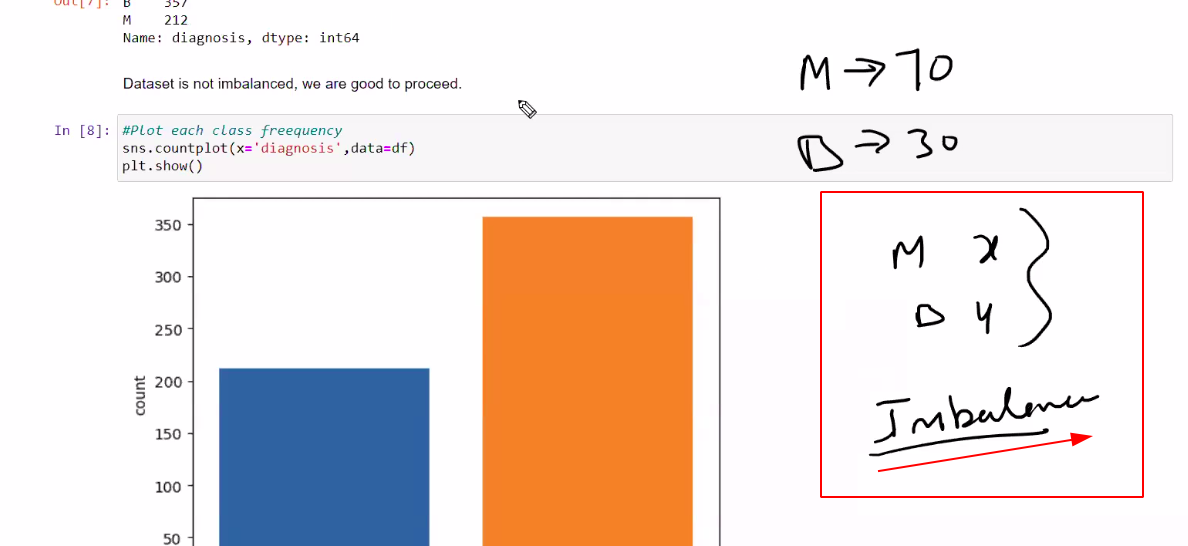 Out[7]: B 357
M 212
Name: diagnosis, dtype: int64
Dataset is not imbalanced, we are good to proceed.
In [8]: #Plot each class freequency
sns.countplot(x='diagnosis',data=df)
plt.show()
350
300
250
200
150
100
50
count
M → 70
B → 30
M x
B y
Imbalance